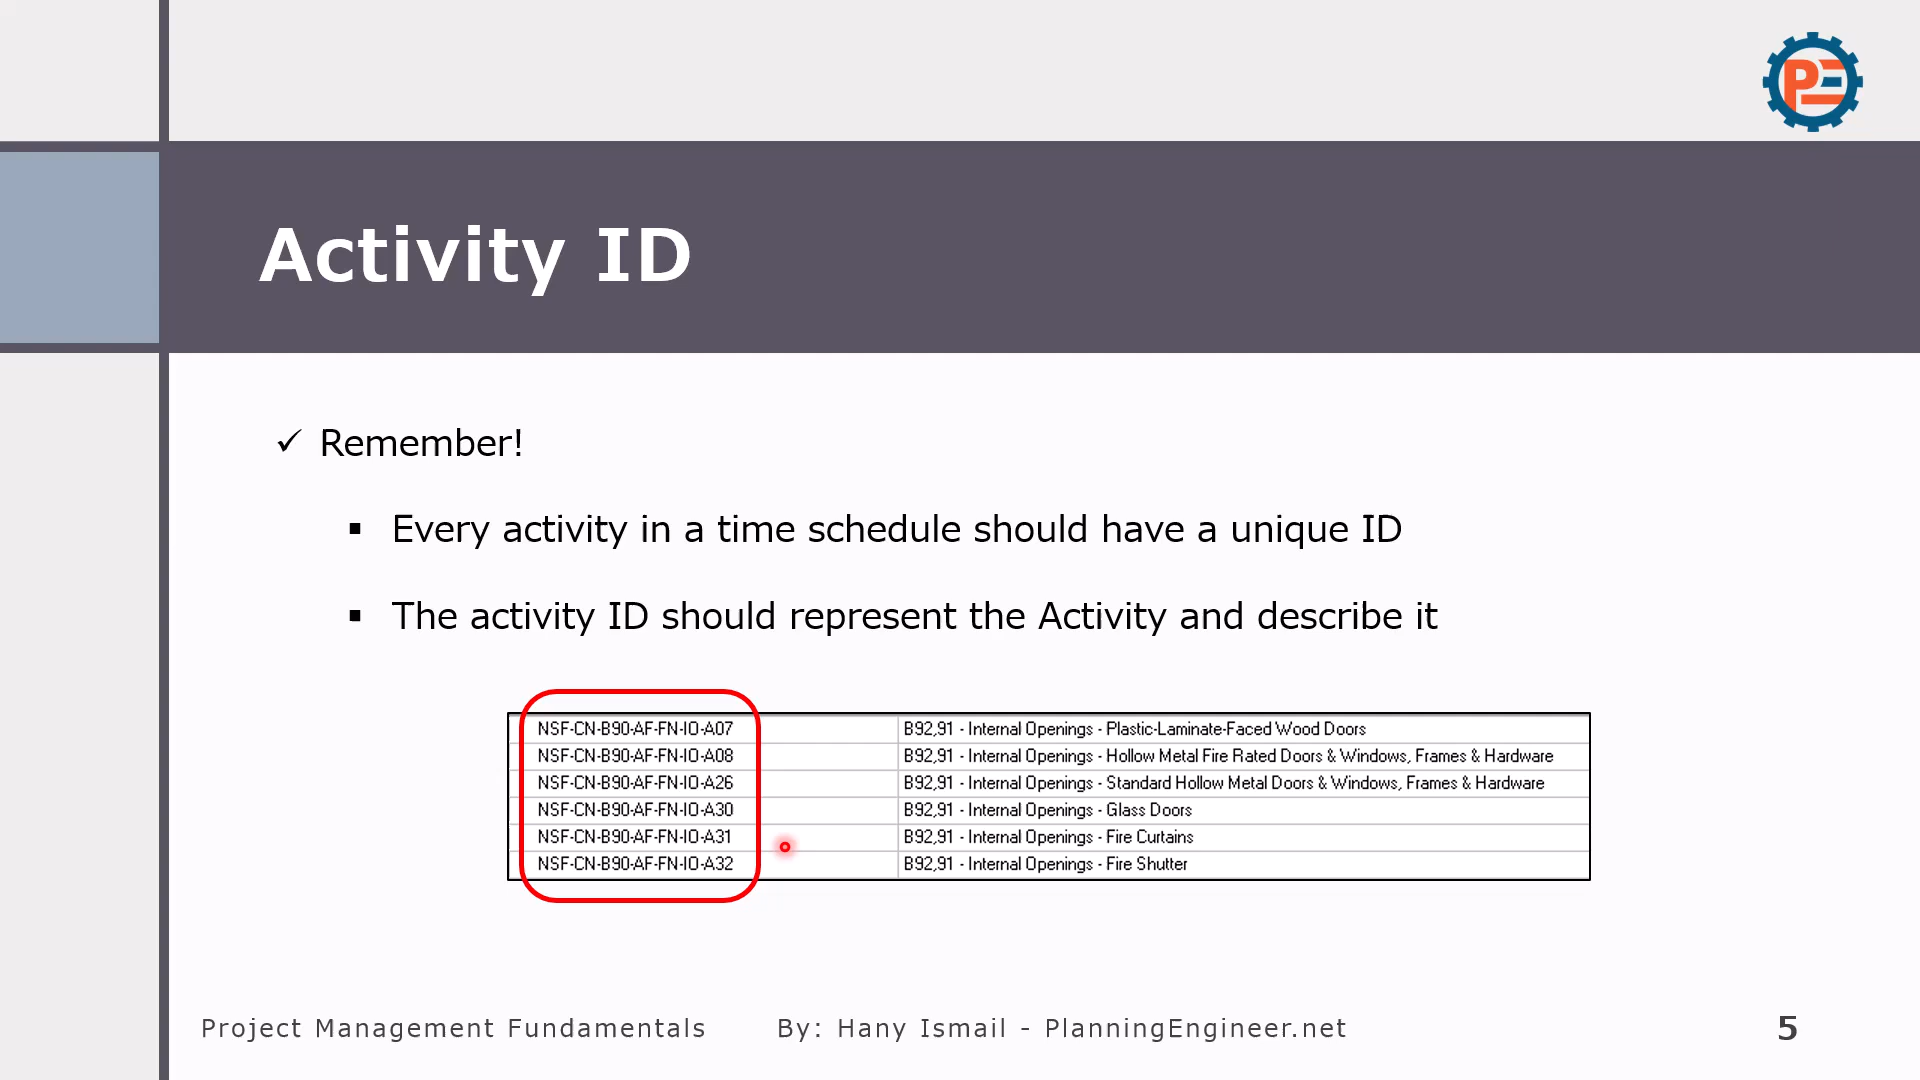 PE
Activity ID
✓ Remember!
▪ Every activity in a time schedule should have a unique ID
▪ The activity ID should represent the Activity and describe it
NSF-CN-B90-AF-FN-IO-A07 B92,91 - Internal Openings - Plastic-Laminate-Faced Wood Doors
NSF-CN-B90-AF-FN-IO-A08 B92,91 - Internal Openings - Hollow Metal Fire Rated Doors & Windows, Frames & Hardware
NSF-CN-B90-AF-FN-IO-A26 B92,91 - Internal Openings - Standard Hollow Metal Doors & Windows, Frames & Hardware
NSF-CN-B90-AF-FN-IO-A30 B92,91 - Internal Openings - Glass Doors
NSF-CN-B90-AF-FN-IO-A31 B92,91 - Internal Openings - Fire Curtains
NSF-CN-B90-AF-FN-IO-A32 B92,91 - Internal Openings - Fire Shutter
Project Management Fundamentals By: Hany Ismail - PlanningEngineer.net 5